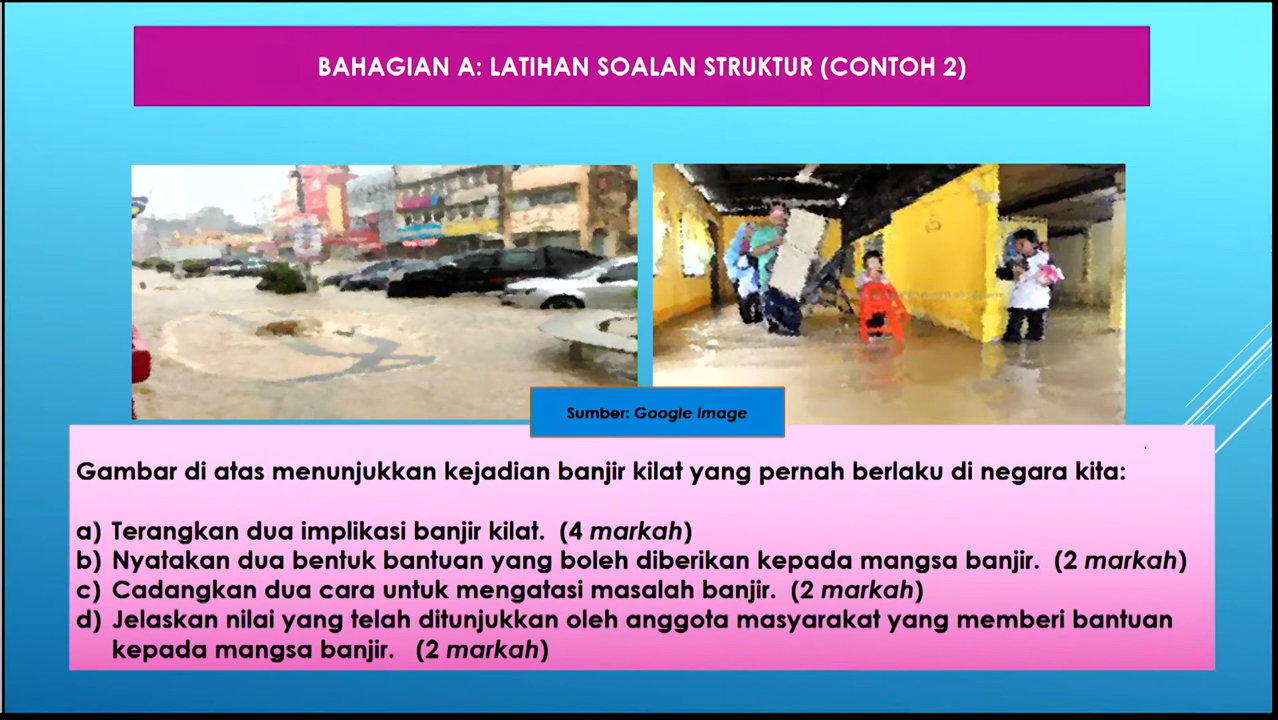 BAHAGIAN A: LATIHAN SOALAN STRUKTUR (CONTOH 2)
Sumber: Google Image
Gambar di atas menunjukkan kejadian banjir kilat yang pernah berlaku di negara kita:
a) Terangkan dua implikasi banjir kilat. (4 markah)
b) Nyatakan dua bentuk bantuan yang boleh diberikan kepada mangsa banjir. (2 markah)
c) Cadangkan dua cara untuk mengatasi masalah banjir. (2 markah)
d) Jelaskan nilai yang telah ditunjukkan oleh anggota masyarakat yang memberi bantuan
kepada mangsa banjir. (2 markah)